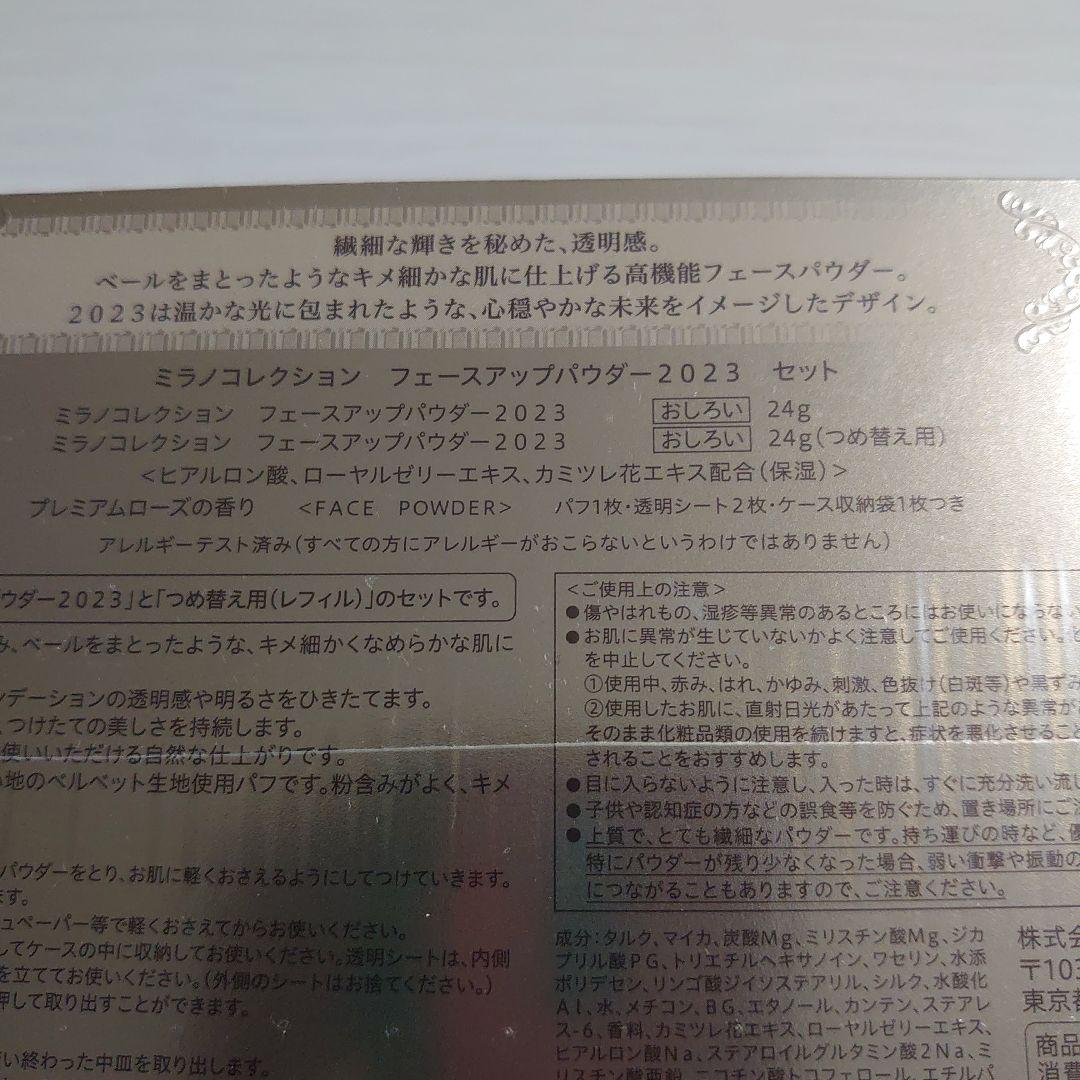 繊細な輝きを秘めた、透明感。
ベールをまとったようなキメ細かな肌に仕上げる高機能フェースパウダー。
2023は温かな光に包まれたような、心穏やかな未来をイメージしたデザイン。
ミラノコレクション　フェースアップパウダー2023　セット
ミラノコレクション　フェースアップパウダー2023　おしろい　24g
ミラノコレクション　フェースアップパウダー2023　おしろい　24g(つめ替え用)
<ヒアルロン酸、ローヤルゼリーエキス、カミツレ花エキス配合(保湿)>
プレミアムローズの香り　<FACE　POWDER>　パフ1枚・透明シート2枚・ケース収納袋1枚つき
アレルギーテスト済み(すべての方にアレルギーがおこらないというわけではありません)
ウダー2023」と「つめ替え用(レフィル)」のセットです。
み、ベールをまとったような、キメ細かくなめらかな肌に
ンデーションの透明感や明るさをひきたてます。
つけたての美しさを持続します。
使いいただける自然な仕上がりです。
地のベルベット生地使用パフです。粉含みがよく、キメ
パウダーをとり、お肌に軽くおさえるようにしてつけていきます。
ます。
ュペーパー等で軽くおさえてからお使いください。
してケースの中に収納してお使いください。透明シートは、内側
を立ててお使いください。(外側のシートはお捨てください。)
押して取り出すことができます。
い終わった中皿を取り出します。
<ご使用上の注意>
●傷やはれもの、湿疹等異常のあるところにはお使いにならな
●お肌に異常が生じていないかよく注意してご使用ください。
を中止してください。
①使用中、赤み、はれ、かゆみ、刺激、色抜け(白斑等)や黒ずみ
②使用したお肌に、直射日光があたって上記のような異常が
そのまま化粧品類の使用を続けますと、症状を悪化させること
されることをおすすめします。
●目に入らないように注意し、入った時は、すぐに充分洗い流し
●子供や認知症の方などの誤食等を防ぐため、置き場所にご注
●上質で、とても繊細なパウダーです。持ち運びの時など、
特にパウダーが残り少なくなった場合、弱い衝撃や振動の
につながることもありますので、ご注意ください。
成分：タルク、マイカ、炭酸Mg、ミリスチン酸Mg、ジカ
プリル酸PG、トリエチルヘキサノイン、ワセリン、水添
ポリデセン、リンゴ酸ジイソステアリル、シルク、水酸化
Al、水、メチコン、BG、エタノール、カンテン、ステアレ
ス-6、香料、カミツレ花エキス、ローヤルゼリーエキス、
ヒアルロン酸Na、ステアロイルグルタミン酸2Na、ミ
リスチン酸亜鉛、ニコチン酸トコフェロール、エチルパ
株式会
〒103
東京都
商品
消費